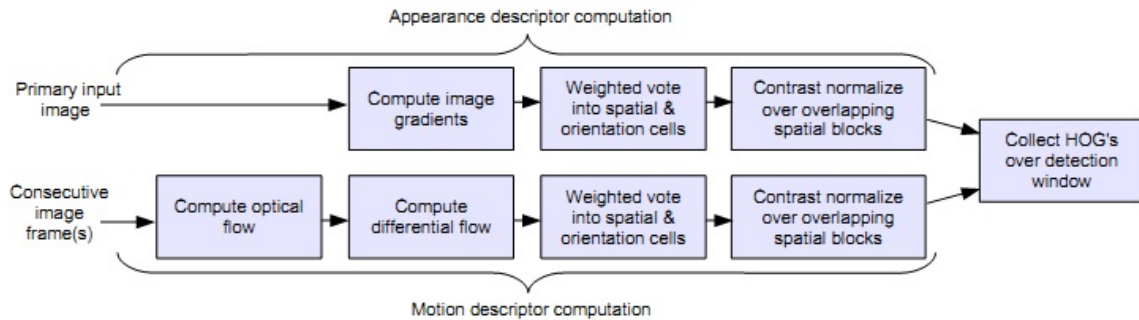 Appearance descriptor computation
Primary input
image
Compute image
gradients
Weighted vote
into spatial &
orientation cells
Contrast normalize
over overlapping
spatial blocks
Collect HOG's
over detection
window
Consecutive
image
frame(s)
Compute optical
flow
Compute
differential flow
Weighted vote
into spatial &
orientation cells
Contrast normalize
over overlapping
spatial blocks
Motion descriptor computation